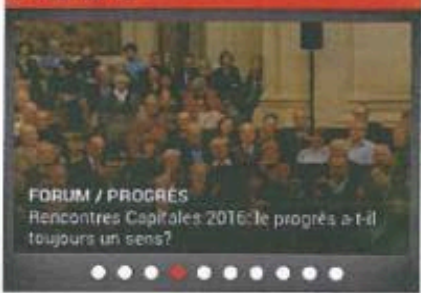 FORUM / PROGRÈS
Rencontres Capitales 2016: le progrès a-t-il
toujours un sens?